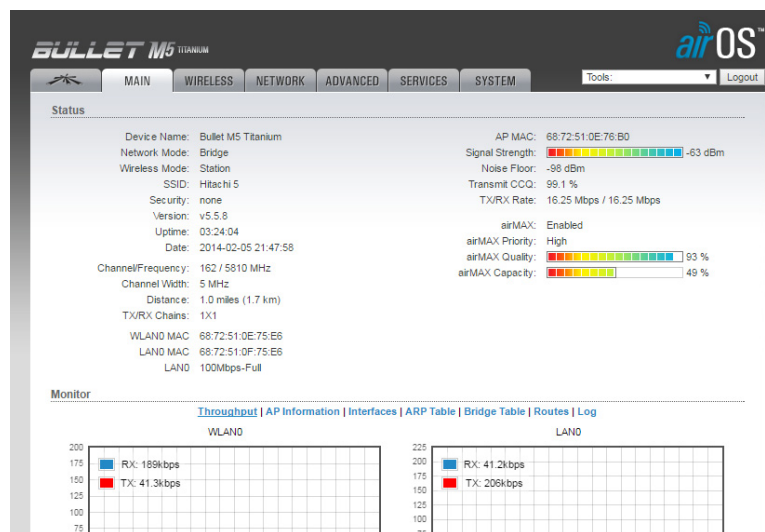 BULLET M5 TITANIUM
airOS™
MAIN WIRELESS NETWORK ADVANCED SERVICES SYSTEM Tools: Logout
Status
Device Name: Bullet M5 Titanium
Network Mode: Bridge
Wireless Mode: Station
SSID: Hitachi 5
Security: none
Version: v5.5.8
Uptime: 03:24:04
Date: 2014-02-05 21:47:58
Channel/Frequency: 162 / 5810 MHz
Channel Width: 5 MHz
Distance: 1.0 miles (1.7 km)
TX/RX Chains: 1X1
WLAN0 MAC 68:72:51:0E:75:E6
LAN0 MAC 68:72:51:0F:75:E6
LAN0 100Mbps-Full
AP MAC: 68:72:51:0E:76:B0
Signal Strength: -63 dBm
Noise Floor: -98 dBm
Transmit CCQ: 99.1 %
TX/RX Rate: 16.25 Mbps / 16.25 Mbps
airMAX: Enabled
airMAX Priority: High
airMAX Quality: 93 %
airMAX Capacity: 49 %
Monitor
Throughput | AP Information | Interfaces | ARP Table | Bridge Table | Routes | Log
WLAN0
200
175
150
125
100
75
RX: 189kbps
TX: 41.3kbps
LAN0
225
200
175
150
125
100
RX: 41.2kbps
TX: 206kbps